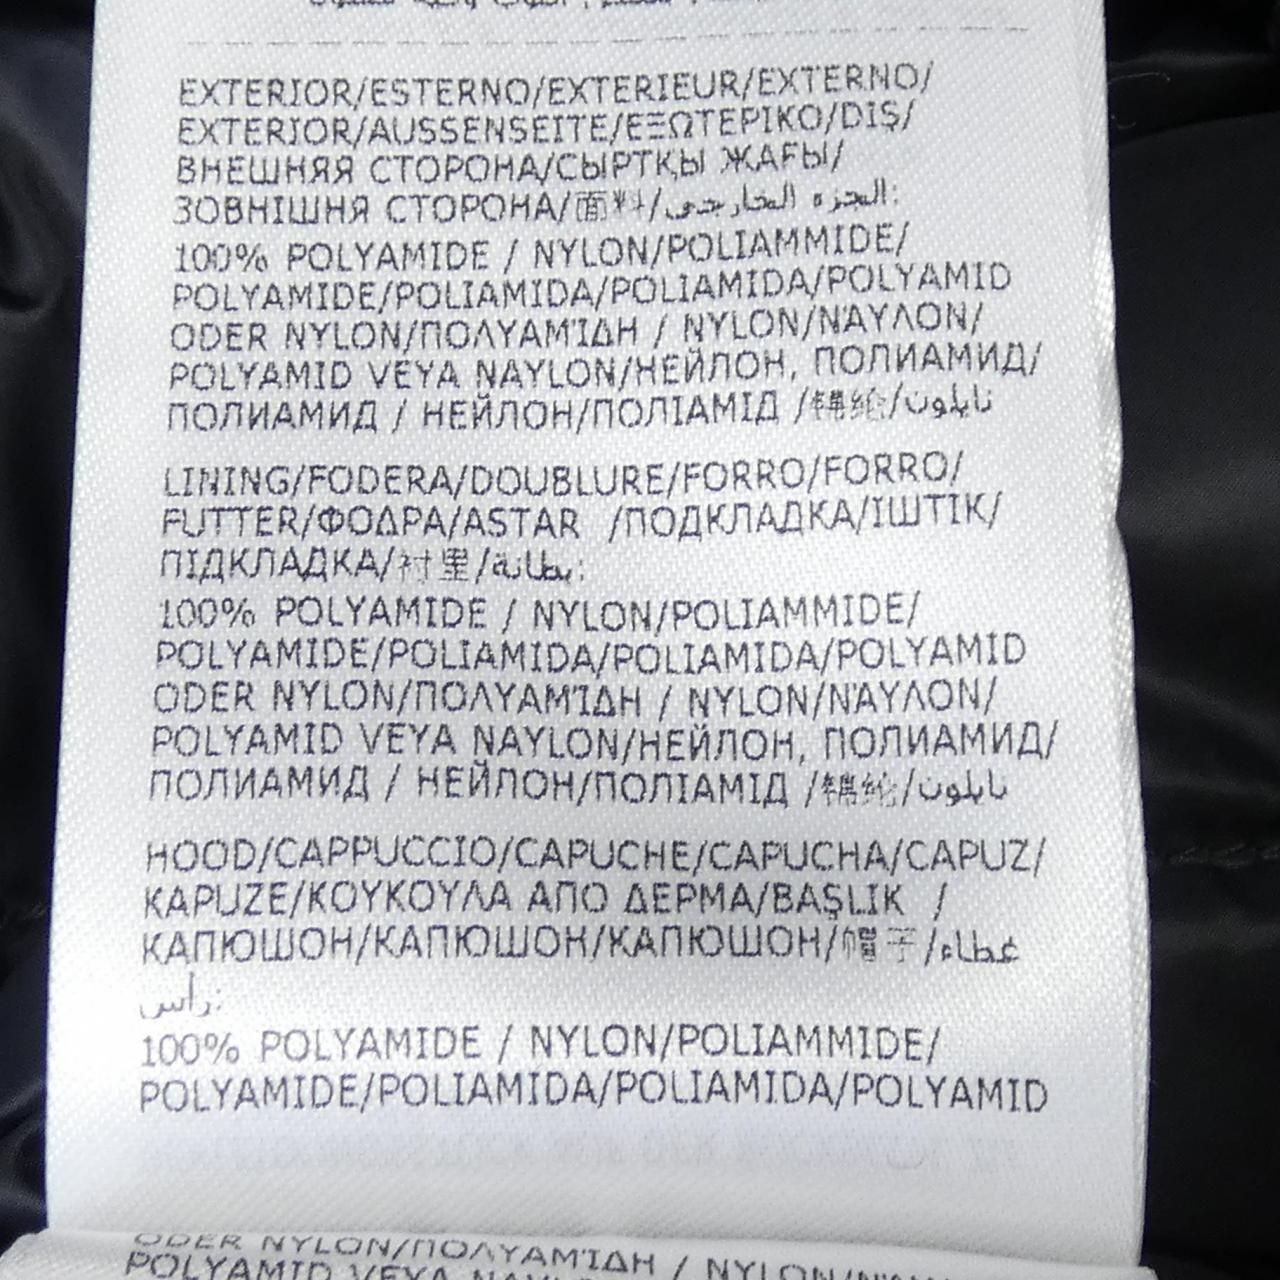 EXTERIOR/ESTERNO/EXTERIEUR/EXTERNO/
EXTERIOR/AUSSENSEITE/ΕΞΩΤΕΡΙΚΟ/DIŞ/
ВНЕШНЯЯ СТОРОНА/СЫРТҚЫ ЖАҒЫ/
ЗОВНІШНЯ СТОРОНА/面料/الجزء الخارجي:
100% POLYAMIDE / NYLON/POLIAMMIDE/
POLYAMIDE/POLIAMIDA/POLIAMIDA/POLYAMID
ODER NYLON/ΠΟΛΥΑΜΊΔΗ / NYLON/ΝΆΥΛΟΝ/
POLYAMID VEYA NAYLON/НЕЙЛОН, ПОЛИАМИД/
ПОЛИАМИД / НЕЙЛОН/ПОЛІАМІД /锦纶/نايلون
LINING/FODERA/DOUBLURE/FORRO/FORRO/
FUTTER/ΦΟΔΡΑ/ASTAR /ПОДКЛАДКА/ІШТІК/
ПІДКЛАДКА/衬里/بطانة:
100% POLYAMIDE / NYLON/POLIAMMIDE/
POLYAMIDE/POLIAMIDA/POLIAMIDA/POLYAMID
ODER NYLON/ΠΟΛΥΑΜΊΔΗ / NYLON/ΝΆΥΛΟΝ/
POLYAMID VEYA NAYLON/НЕЙЛОН, ПОЛИАМИД/
ПОЛИАМИД / НЕЙЛОН/ПОЛІАМІД /锦纶/نايلون
HOOD/CAPPUCCIO/CAPUCHE/CAPUCHA/CAPUZ/
KAPUZE/ΚΟΥΚΟΥΛΑ ΑΠΟ ΔΕΡΜΑ/BAŞLIK /
КАПЮШОН/КАПЮШОН/КАПЮШОН/帽子/غطاء
رأس:
100% POLYAMIDE / NYLON/POLIAMMIDE/
POLYAMIDE/POLIAMIDA/POLIAMIDA/POLYAMID
ODER NYLON/ΠΟΛΥΑΜΊΔΗ / NYLON/
POLYAMID VEYA